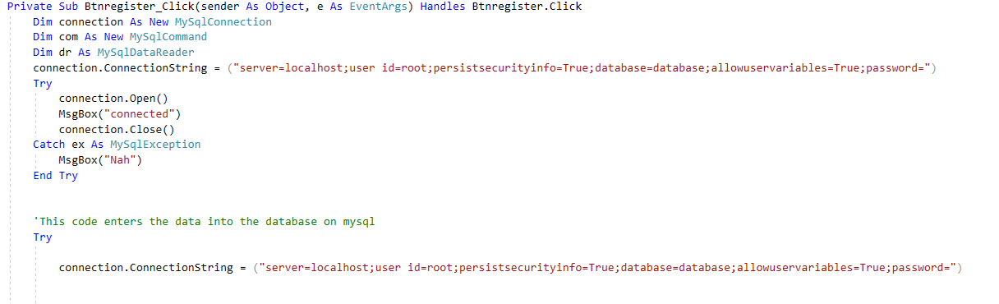 Private Sub Btnregister_Click(sender As Object, e As EventArgs) Handles Btnregister.Click
Dim connection As New MySqlConnection
Dim com As New MySqlCommand
Dim dr As MySqlDataReader
connection.ConnectionString = ("server=localhost;user id=root;persistsecurityinfo=True;database=database;allowuservariables=True;password=")
Try
connection.Open()
MsgBox("connected")
connection.Close()
Catch ex As MySqlException
MsgBox("Nah")
End Try
'This code enters the data into the database on mysql
Try
connection.ConnectionString = ("server=localhost;user id=root;persistsecurityinfo=True;database=database;allowuservariables=True;password=")